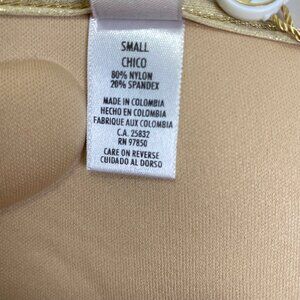 SMALL
CHICO
80% NYLON
20% SPANDEX
MADE IN COLOMBIA
HECHO EN COLOMBIA
FABRIQUE AUX COLOMBIA
C.A. 25832
RN 97850
CARE ON REVERSE
CUIDADO AL DORSO